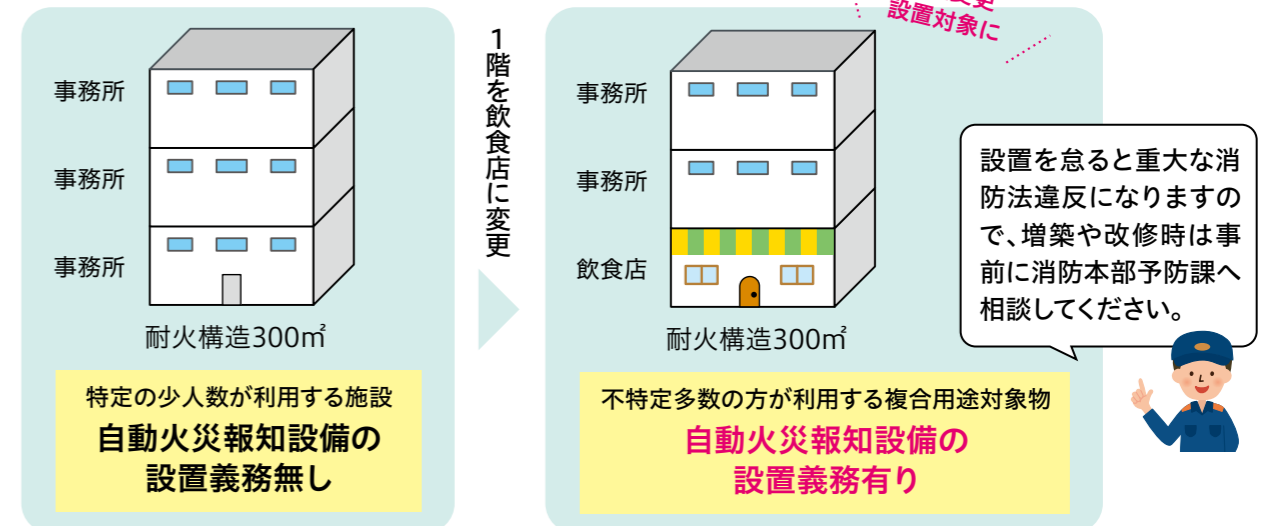 事務所
事務所
事務所
耐火構造300㎡
特定の少人数が利用する施設
自動火災報知設備の
設置義務無し
1階を飲食店に変更
設置対象に
事務所
事務所
飲食店
耐火構造300㎡
不特定多数の方が利用する複合用途対象物
自動火災報知設備の
設置義務有り
設置を怠ると重大な消
防法違反になりますの
で、増築や改修時は事
前に消防本部予防課へ
相談してください。